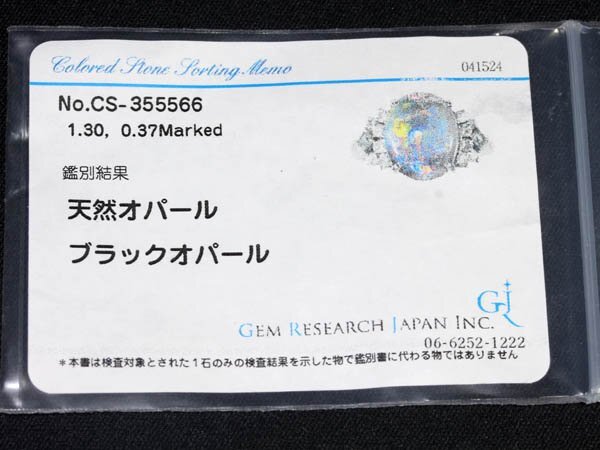 Colored Stone Sorting Memo
041524
No.CS-355566
1.30, 0.37Marked
鑑別結果
天然オパール
ブラックオパール
GJ
GEM RESEARCH JAPAN INC.
06-6252-1222
*本書は検査対象とされた1石のみの検査結果を示した物で鑑別書に代わる物ではありません